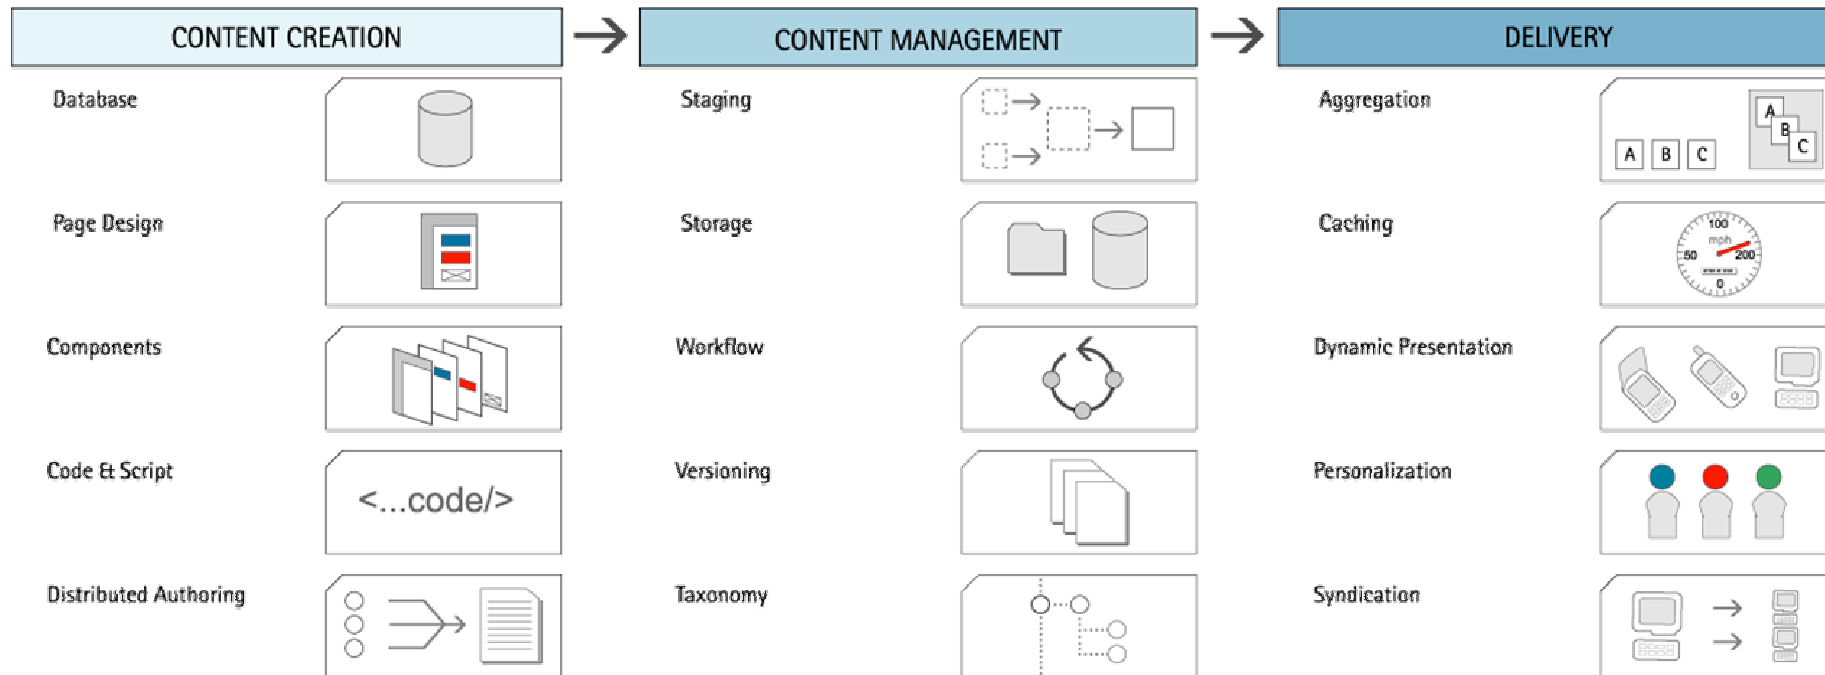 CONTENT CREATION
CONTENT MANAGEMENT
DELIVERY
Database
Staging
Aggregation
A B C
A
B
C
Page Design
Storage
Caching
100
mph
50
200
0
Components
Workflow
Dynamic Presentation
Code & Script
<...code/>
Versioning
Personalization
Distributed Authoring
Taxonomy
Syndication